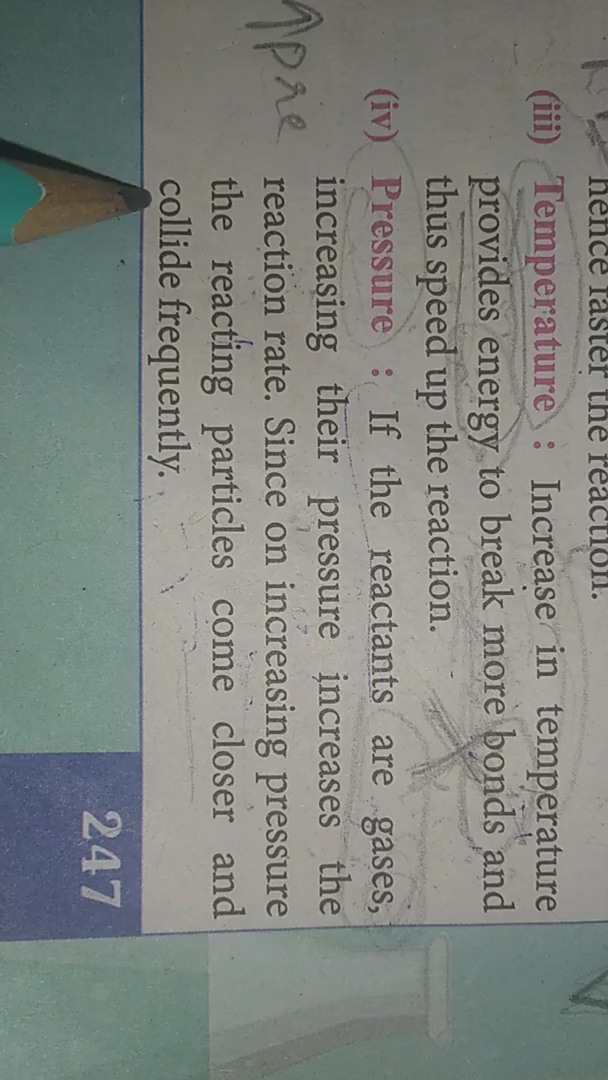 hence faster the reaction.
(iii) Temperature : Increase in temperature
provides energy to break more bonds and
thus speed up the reaction.
(iv) Pressure : If the reactants are gases,
increasing their pressure increases the
reaction rate. Since on increasing pressure
the reacting particles come closer and
collide frequently.
↑pre
247